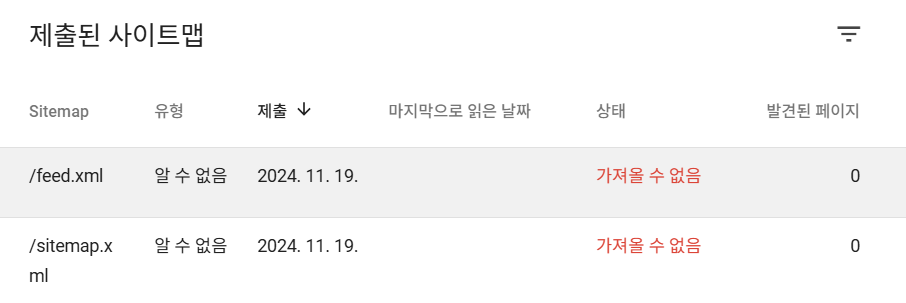 제출된 사이트맵
Sitemap 유형 제출 마지막으로 읽은 날짜 상태 발견된 페이지
/feed.xml 알 수 없음 2024. 11. 19. 가져올 수 없음 0
/sitemap.x 알 수 없음 2024. 11. 19. 가져올 수 없음 0
ml